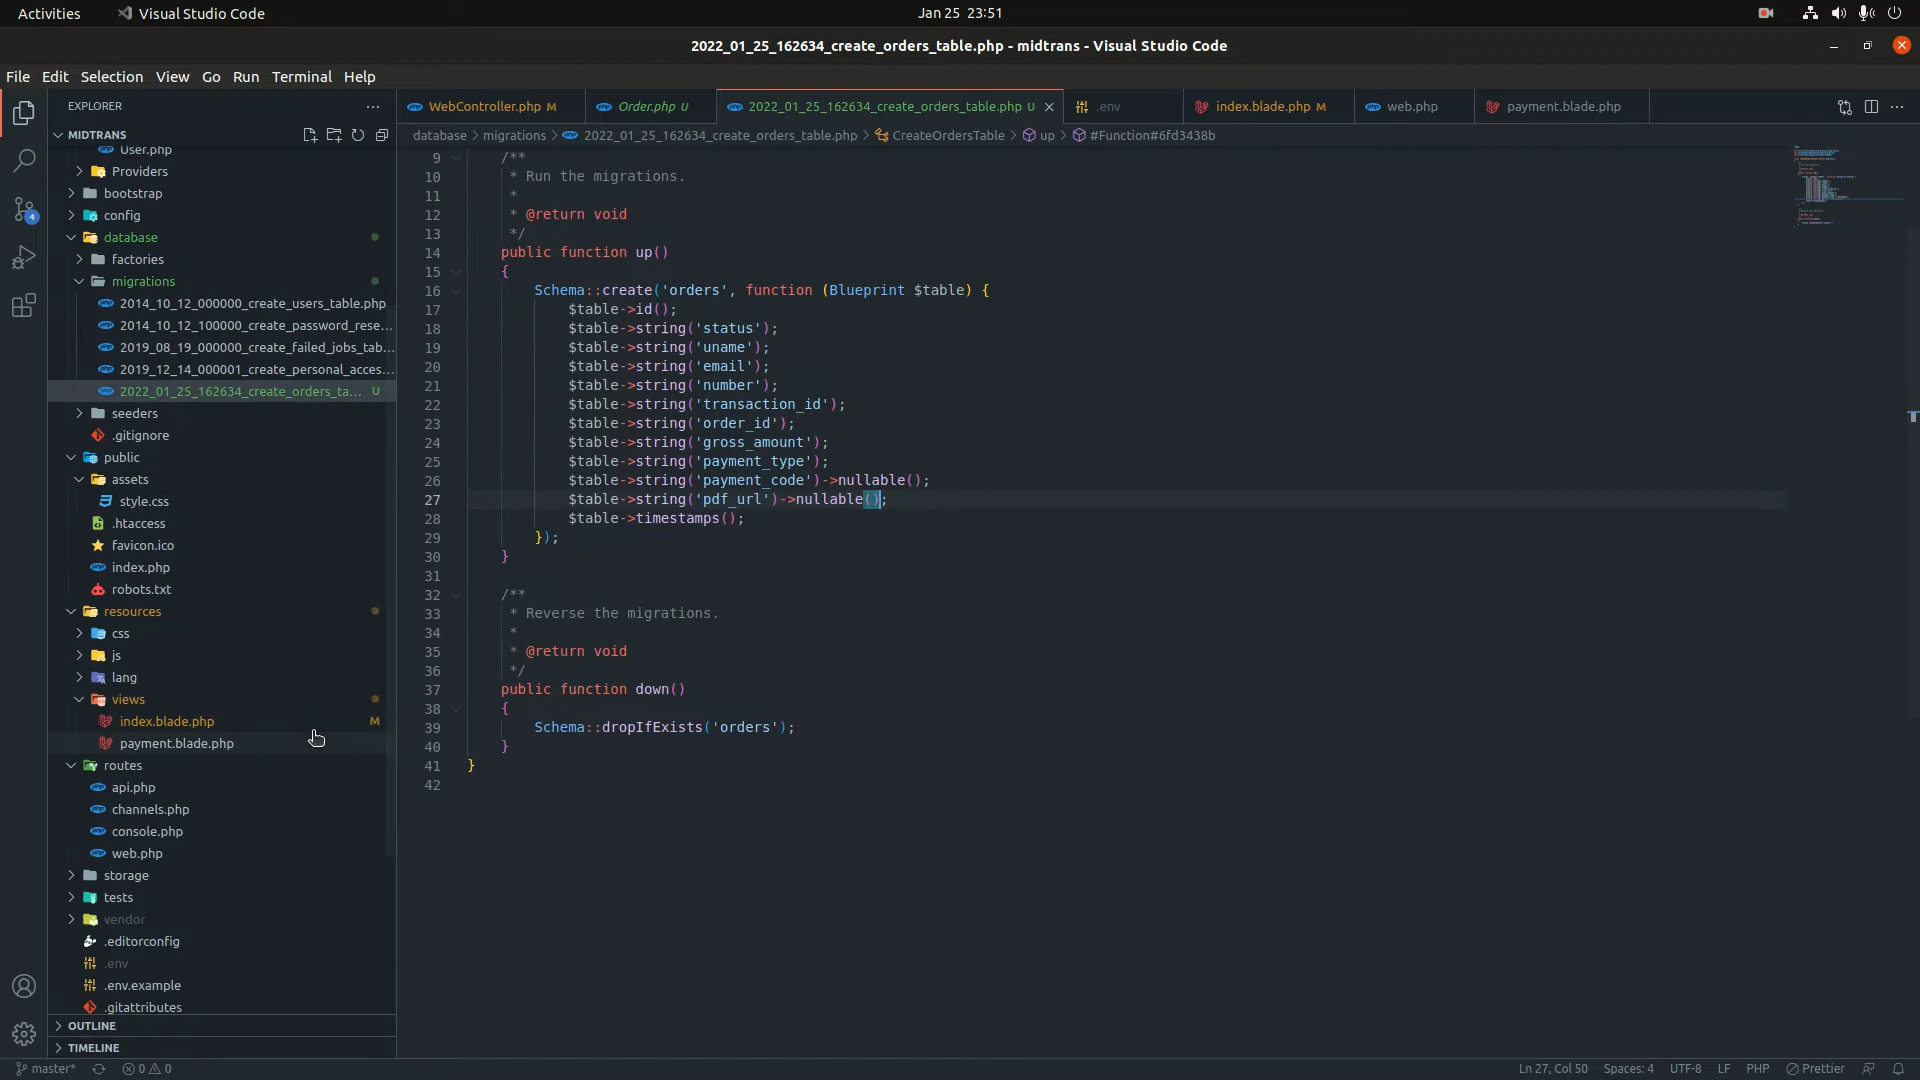 Activities Visual Studio Code Jan 25 23:51
2022_01_25_162634_create_orders_table.php - midtrans - Visual Studio Code
File Edit Selection View Go Run Terminal Help
EXPLORER
MIDTRANS
User.php
Providers
bootstrap
config
database
factories
migrations
2014_10_12_000000_create_users_table.php
2014_10_12_100000_create_password_rese...
2019_08_19_000000_create_failed_jobs_tab...
2019_12_14_000001_create_personal_acces...
2022_01_25_162634_create_orders_ta... U
seeders
.gitignore
public
assets
style.css
.htaccess
favicon.ico
index.php
robots.txt
resources
css
js
lang
views
index.blade.php M
payment.blade.php
routes
api.php
channels.php
console.php
web.php
storage
tests
vendor
.editorconfig
.env
.env.example
.gitattributes
OUTLINE
TIMELINE
4
WebController.php M Order.php U 2022_01_25_162634_create_orders_table.php U .env index.blade.php M web.php payment.blade.php
database > migrations > 2022_01_25_162634_create_orders_table.php > CreateOrdersTable > up > #Function#6fd3438b
9 /**
10 * Run the migrations.
11 *
12 * @return void
13 */
14 public function up()
15 {
16 Schema::create('orders', function (Blueprint $table) {
17 $table->id();
18 $table->string('status');
19 $table->string('uname');
20 $table->string('email');
21 $table->string('number');
22 $table->string('transaction_id');
23 $table->string('order_id');
24 $table->string('gross_amount');
25 $table->string('payment_type');
26 $table->string('payment_code')->nullable();
27 $table->string('pdf_url')->nullable();
28 $table->timestamps();
29 });
30 }
31
32 /**
33 * Reverse the migrations.
34 *
35 * @return void
36 */
37 public function down()
38 {
39 Schema::dropIfExists('orders');
40 }
41 }
42
master* 0 0 Ln 27, Col 50 Spaces: 4 UTF-8 LF PHP Prettier